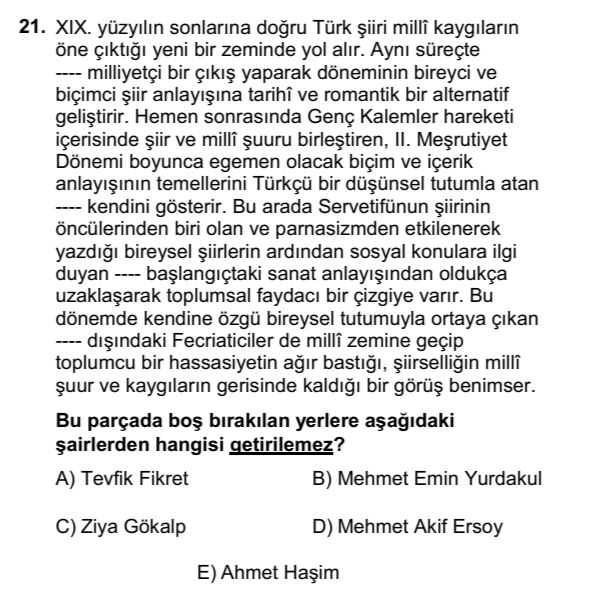 21. XIX. yüzyılın sonlarına doğru Türk şiiri millî kaygıların
öne çıktığı yeni bir zeminde yol alır. Aynı süreçte
---- milliyetçi bir çıkış yaparak döneminin bireyci ve
biçimci şiir anlayışına tarihî ve romantik bir alternatif
geliştirir. Hemen sonrasında Genç Kalemler hareketi
içerisinde şiir ve millî şuuru birleştiren, II. Meşrutiyet
Dönemi boyunca egemen olacak biçim ve içerik
anlayışının temellerini Türkçü bir düşünsel tutumla atan
---- kendini gösterir. Bu arada Servetifünun şiirinin
öncülerinden biri olan ve parnasizmden etkilenerek
yazdığı bireysel şiirlerin ardından sosyal konulara ilgi
duyan ---- başlangıçtaki sanat anlayışından oldukça
uzaklaşarak toplumsal faydacı bir çizgiye varır. Bu
dönemde kendine özgü bireysel tutumuyla ortaya çıkan
---- dışındaki Fecriaticiler de millî zemine geçip
toplumcu bir hassasiyetin ağır bastığı, şiirselliğin millî
şuur ve kaygıların gerisinde kaldığı bir görüş benimser.
Bu parçada boş bırakılan yerlere aşağıdaki
şairlerden hangisi getirilemez?
A) Tevfik Fikret B) Mehmet Emin Yurdakul
C) Ziya Gökalp D) Mehmet Akif Ersoy
E) Ahmet Haşim